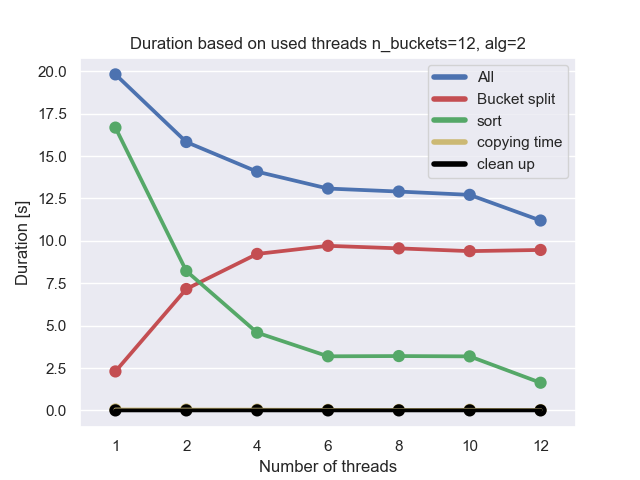 Duration based on used threads n_buckets=12, alg=2
All
Bucket split
sort
copying time
clean up
Duration [s]
20.0
17.5
15.0
12.5
10.0
7.5
5.0
2.5
0.0
1 2 4 6 8 10 12
Number of threads